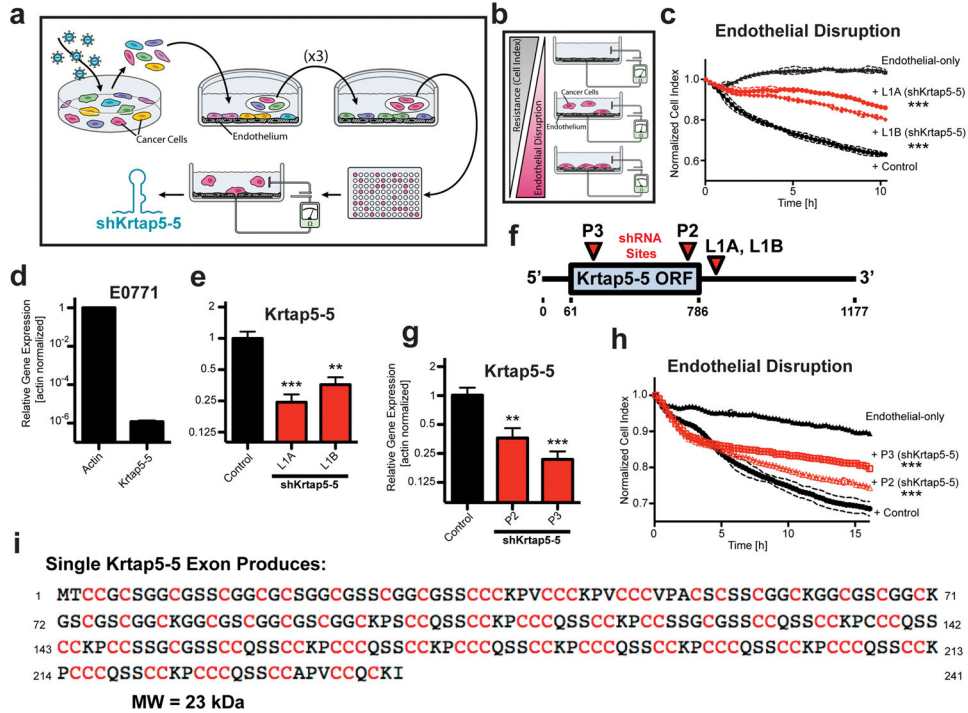 a
(x3)
Cancer Cells
Endothelium
Ω
shKrtap5-5
b
Resistance (Cell Index)
Endothelial Disruption
Cancer Cells
Endothelium
Ω
Ω
Ω
c
Endothelial Disruption
Normalized Cell Index
1.0
0.8
0.6
0
5
10
Time [h]
Endothelial-only
+ L1A (shKrtap5-5)
***
+ L1B (shKrtap5-5)
***
+ Control
d
E0771
Relative Gene Expression
[actin normalized]
1
10-2
10-4
10-6
Actin
Krtap5-5
e
Krtap5-5
Relative Gene Expression
[actin normalized]
2
1
0.5
0.25
0.125
***
**
Control
L1A
L1B
shKrtap5-5
f
P3
shRNA
Sites
P2
L1A, L1B
5’
Krtap5-5 ORF
3’
0
61
786
1177
g
Krtap5-5
Relative Gene Expression
[actin normalized]
2
1
0.5
0.25
0.125
**
***
Control
P2
P3
shKrtap5-5
h
Endothelial Disruption
Normalized Cell Index
1.0
0.9
0.8
0.7
0
5
10
15
Time [h]
Endothelial-only
+ P3 (shKrtap5-5)
***
+ P2 (shKrtap5-5)
***
+ Control
i
Single Krtap5-5 Exon Produces:
1 MTCCGCSGGCGSSCGGCGCSGGCGSSCGGCGSSCCCKPVCCCKPVCCCVPACSCSSCGGCKGGCGSCGGCK 71
72 GSCGSCGGCKGGCGSCGGCGSCGGCKPSCCQSSCCKPCCCQSSCCKPCCSSGCGSSCCQSSCCKPCCCQSS 142
143 CCKPCCSSGCGSSCCQSSCCKPCCCQSSCCKPCCCQSSCCKPCCCQSSCCKPCCCQSSCCKPCCCQSSCCK 213
214 PCCCQSSCCKPCCCQSSCCAPVCCQCKI 241
MW = 23 kDa